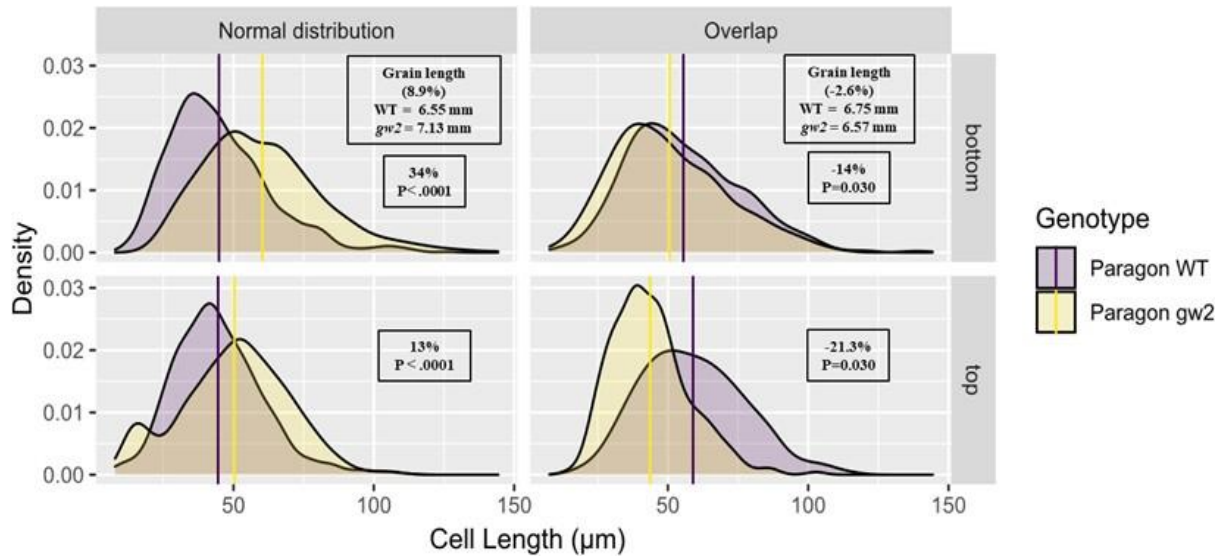 Normal distribution
Overlap
Grain length
(8.9%)
WT = 6.55 mm
gw2 = 7.13 mm
34%
P< .0001
Grain length
(-2.6%)
WT = 6.75 mm
gw2 = 6.57 mm
-14%
P=0.030
bottom
0.03
0.02
0.01
0.00
13%
P < .0001
-21.3%
P=0.030
top
0.03
0.02
0.01
0.00
Density
50
100
150
50
100
150
Cell Length (µm)
Genotype
Paragon WT
Paragon gw2